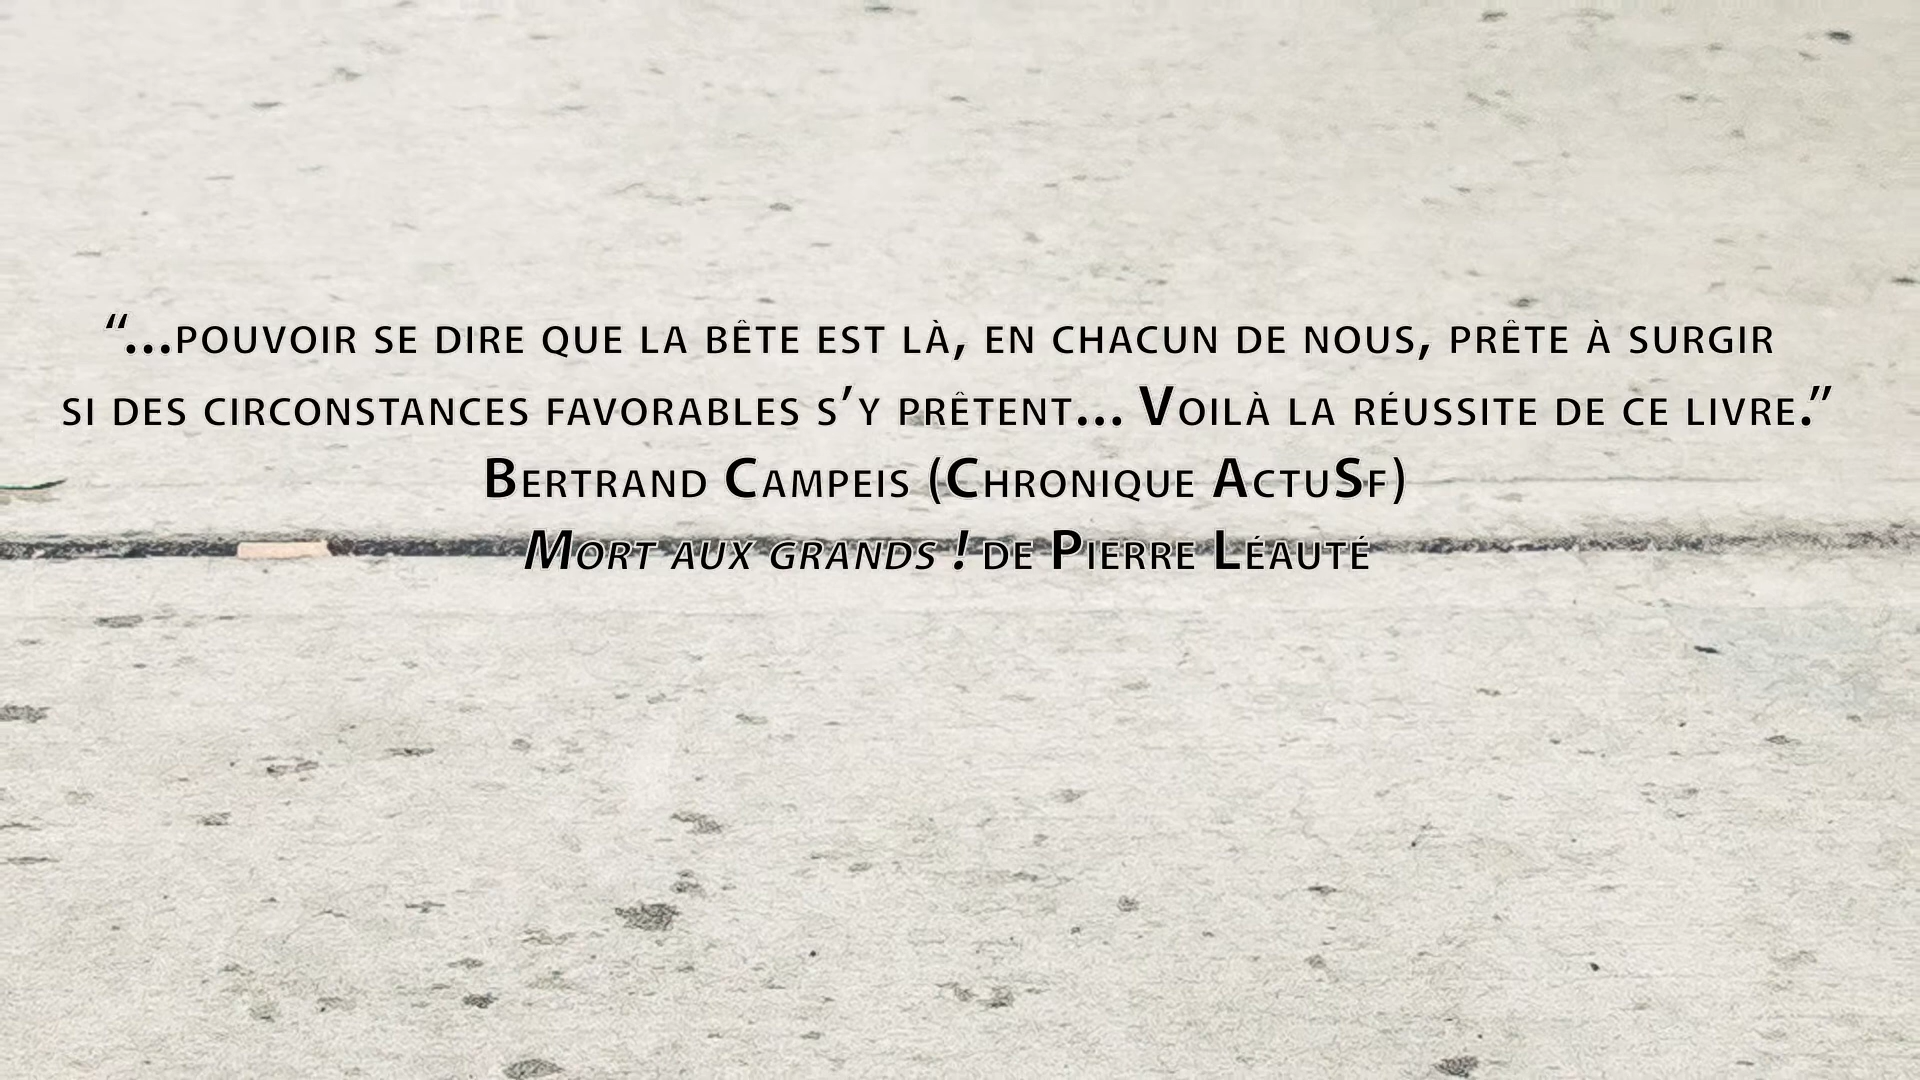 “...pouvoir se dire que la bête est là, en chacun de nous, prête à surgir
si des circonstances favorables s’y prêtent... Voilà la réussite de ce livre.”
Bertrand Campeis (Chronique ActuSf)
Mort aux grands ! de Pierre Léauté